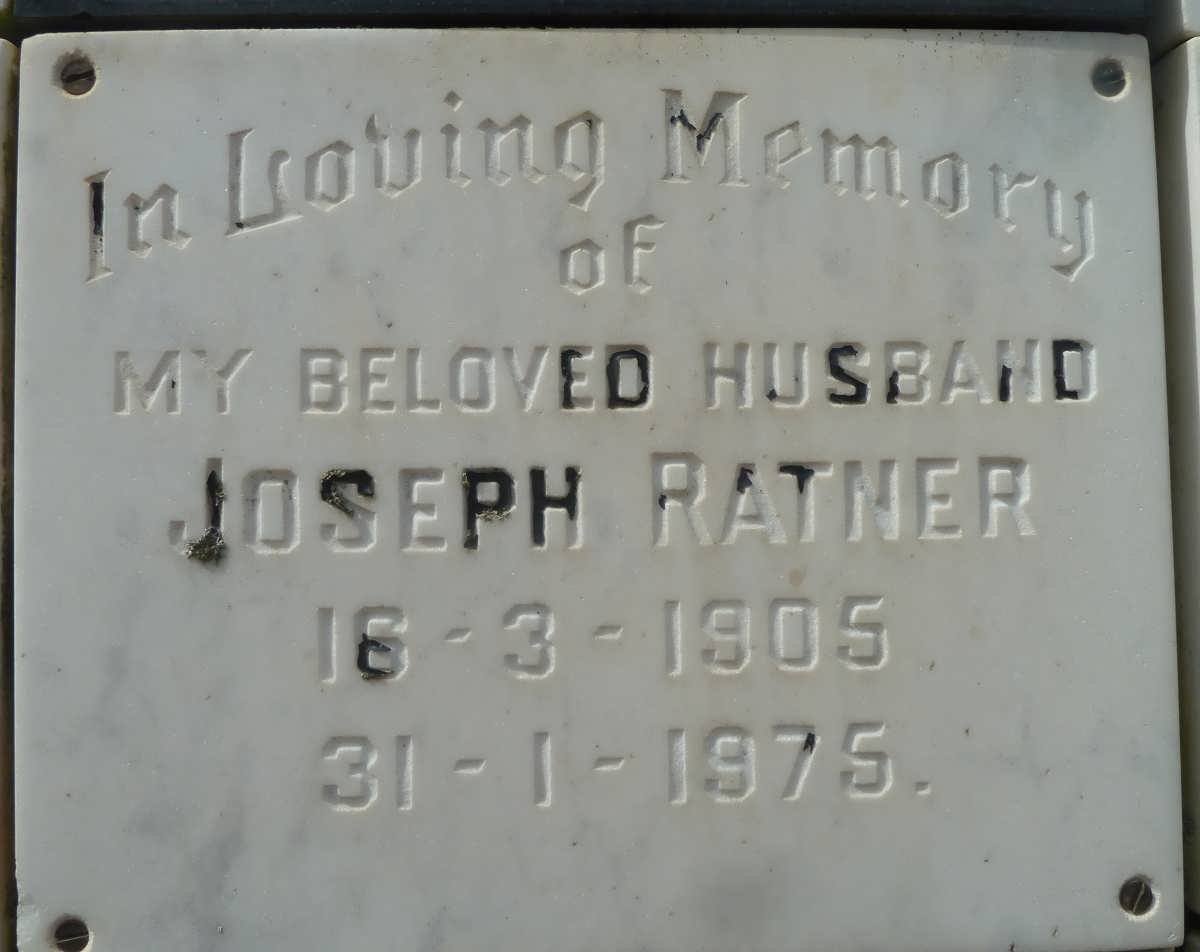 In Loving Memory
of
MY BELOVED HUSBAND
JOSEPH RATNER
16-3-1905
31-1-1975.